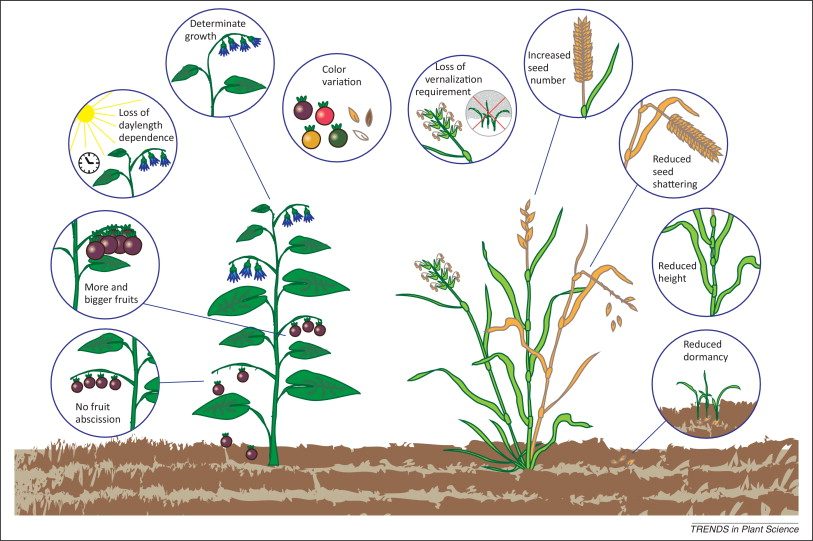 Determinate
growth
Color
variation
Loss of
vernalization
requirement
Increased
seed
number
Loss of
daylength
dependence
Reduced
seed
shattering
More and
bigger fruits
Reduced
height
No fruit
abscission
Reduced
dormancy
TRENDS in Plant Science